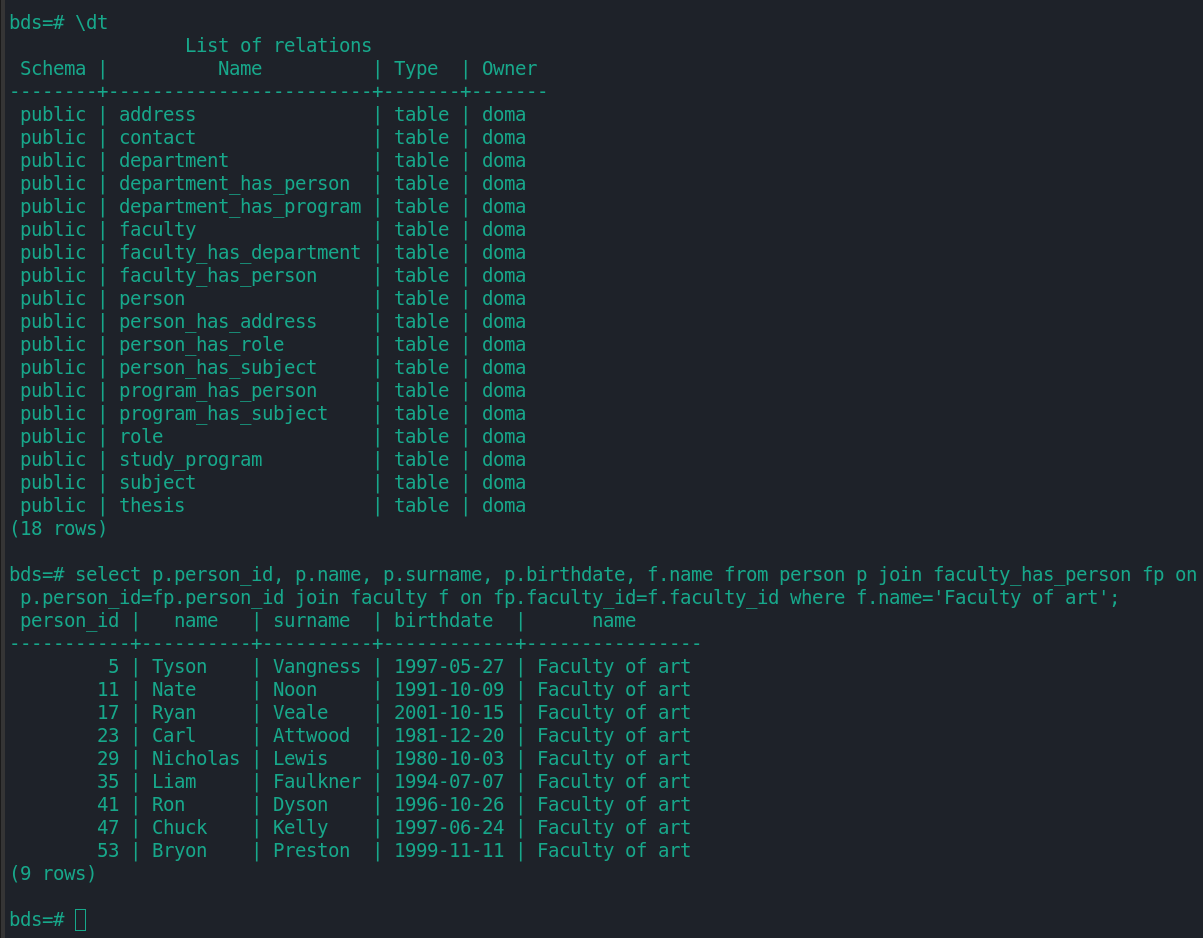 bds=# \dt
                List of relations
 Schema |          Name          | Type  | Owner
--------+------------------------+-------+-------
 public | address                | table | doma
 public | contact                | table | doma
 public | department             | table | doma
 public | department_has_person  | table | doma
 public | department_has_program | table | doma
 public | faculty                | table | doma
 public | faculty_has_department | table | doma
 public | faculty_has_person     | table | doma
 public | person                 | table | doma
 public | person_has_address     | table | doma
 public | person_has_role        | table | doma
 public | person_has_subject     | table | doma
 public | program_has_person     | table | doma
 public | program_has_subject    | table | doma
 public | role                   | table | doma
 public | study_program          | table | doma
 public | subject                | table | doma
 public | thesis                 | table | doma
(18 rows)

bds=# select p.person_id, p.name, p.surname, p.birthdate, f.name from person p join faculty_has_person fp on
 p.person_id=fp.person_id join faculty f on fp.faculty_id=f.faculty_id where f.name='Faculty of art';
 person_id |   name   | surname  | birthdate  |      name
-----------+----------+----------+------------+----------------
         5 | Tyson    | Vangness | 1997-05-27 | Faculty of art
        11 | Nate     | Noon     | 1991-10-09 | Faculty of art
        17 | Ryan     | Veale    | 2001-10-15 | Faculty of art
        23 | Carl     | Attwood  | 1981-12-20 | Faculty of art
        29 | Nicholas | Lewis    | 1980-10-03 | Faculty of art
        35 | Liam     | Faulkner | 1994-07-07 | Faculty of art
        41 | Ron      | Dyson    | 1996-10-26 | Faculty of art
        47 | Chuck    | Kelly    | 1997-06-24 | Faculty of art
        53 | Bryon    | Preston  | 1999-11-11 | Faculty of art
(9 rows)

bds=#